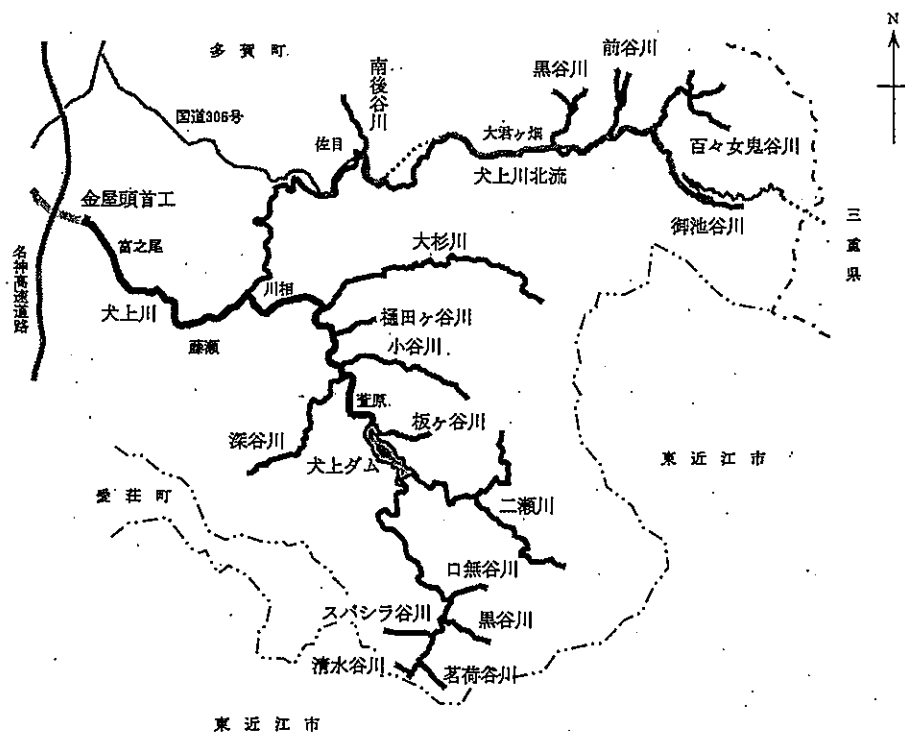 N
多賀町
南後谷川
黒谷川
前谷川
国道306号
佐目
大君ヶ畑
百々女鬼谷川
犬上川北流
御池谷川
三重県
金屋頭首工
富之尾
大杉川
名神高速道路
犬上川
川相
樋田ヶ谷川
藤瀬
小谷川
萱原
板ヶ谷川
深谷川
犬上ダム
東近江市
愛荘町
二瀬川
口無谷川
スバシラ谷川
黒谷川
清水谷川
茗荷谷川
東近江市